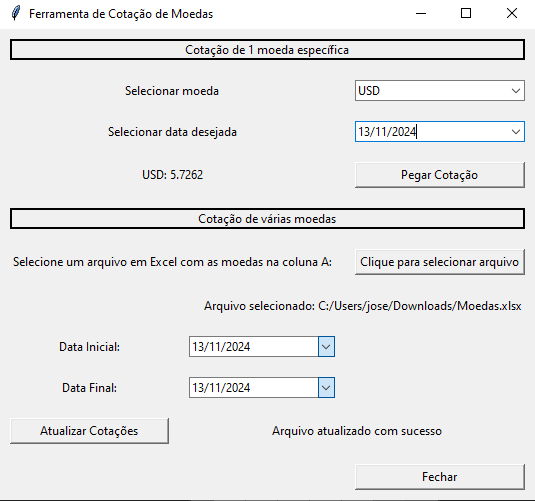 Ferramenta de Cotação de Moedas
Cotação de 1 moeda específica
Selecionar moeda USD
Selecionar data desejada 13/11/2024
USD: 5.7262 Pegar Cotação
Cotação de várias moedas
Selecione um arquivo em Excel com as moedas na coluna A: Clique para selecionar arquivo
Arquivo selecionado: C:/Users/jose/Downloads/Moedas.xlsx
Data Inicial: 13/11/2024
Data Final: 13/11/2024
Atualizar Cotações Arquivo atualizado com sucesso
Fechar